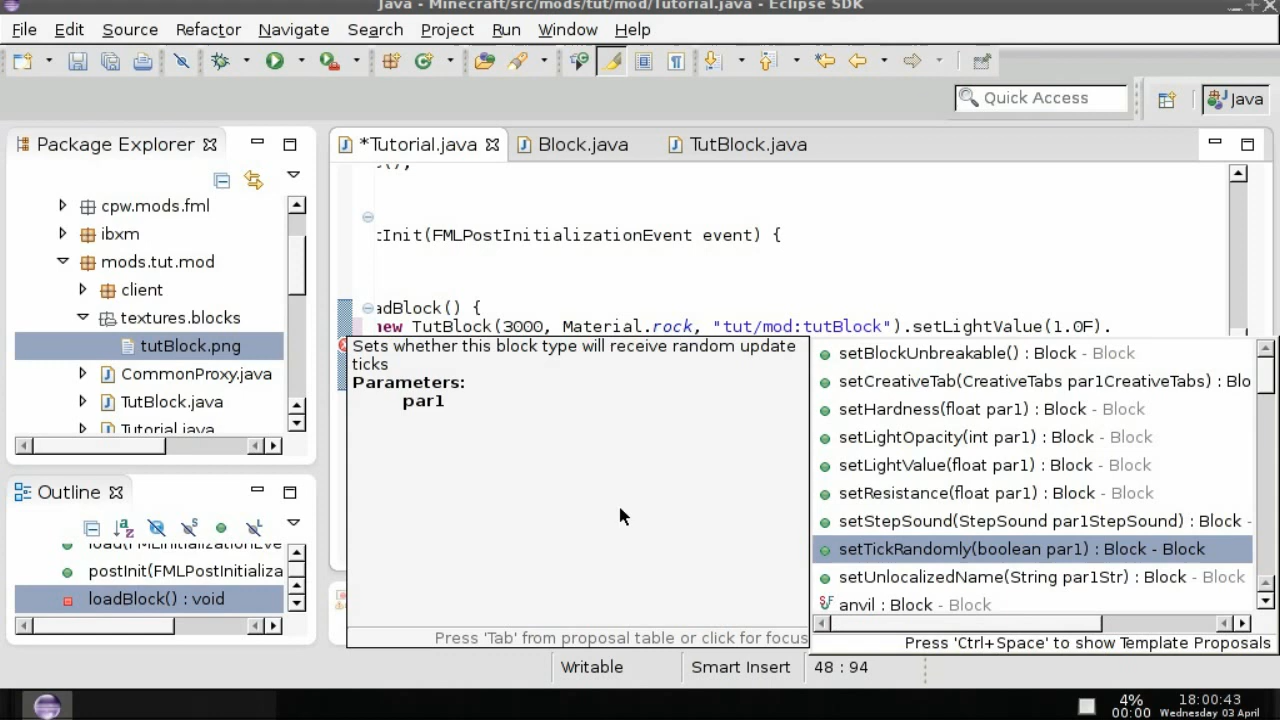 Java - Minecraft/src/mods/tut/mod/Tutorial.java - Eclipse SDK
File Edit Source Refactor Navigate Search Project Run Window Help
Quick Access
Java
Package Explorer
*Tutorial.java
Block.java
TutBlock.java
cpw.mods.fml
ibxm
mods.tut.mod
client
textures.blocks
tutBlock.png
CommonProxy.java
TutBlock.java
Tutorial.java
tInit(FMLPostInitializationEvent event) {
adBlock() {
new TutBlock(3000, Material.rock, "tut/mod:tutBlock").setLightValue(1.0F).
Sets whether this block type will receive random update
ticks
Parameters:
par1
Press 'Tab' from proposal table or click for focus
setBlockUnbreakable() : Block - Block
setCreativeTab(CreativeTabs par1CreativeTabs) : Blo
setHardness(float par1) : Block - Block
setLightOpacity(int par1) : Block - Block
setLightValue(float par1) : Block - Block
setResistance(float par1) : Block - Block
setStepSound(StepSound par1StepSound) : Block -
setTickRandomly(boolean par1) : Block - Block
setUnlocalizedName(String par1Str) : Block - Block
anvil : Block - Block
Press 'Ctrl+Space' to show Template Proposals
Outline
load(FMLInitializationEve
postInit(FMLPostInitializa
loadBlock() : void
Writable
Smart Insert
48 : 94
4%
00:00
18:00:43
Wednesday 03 April